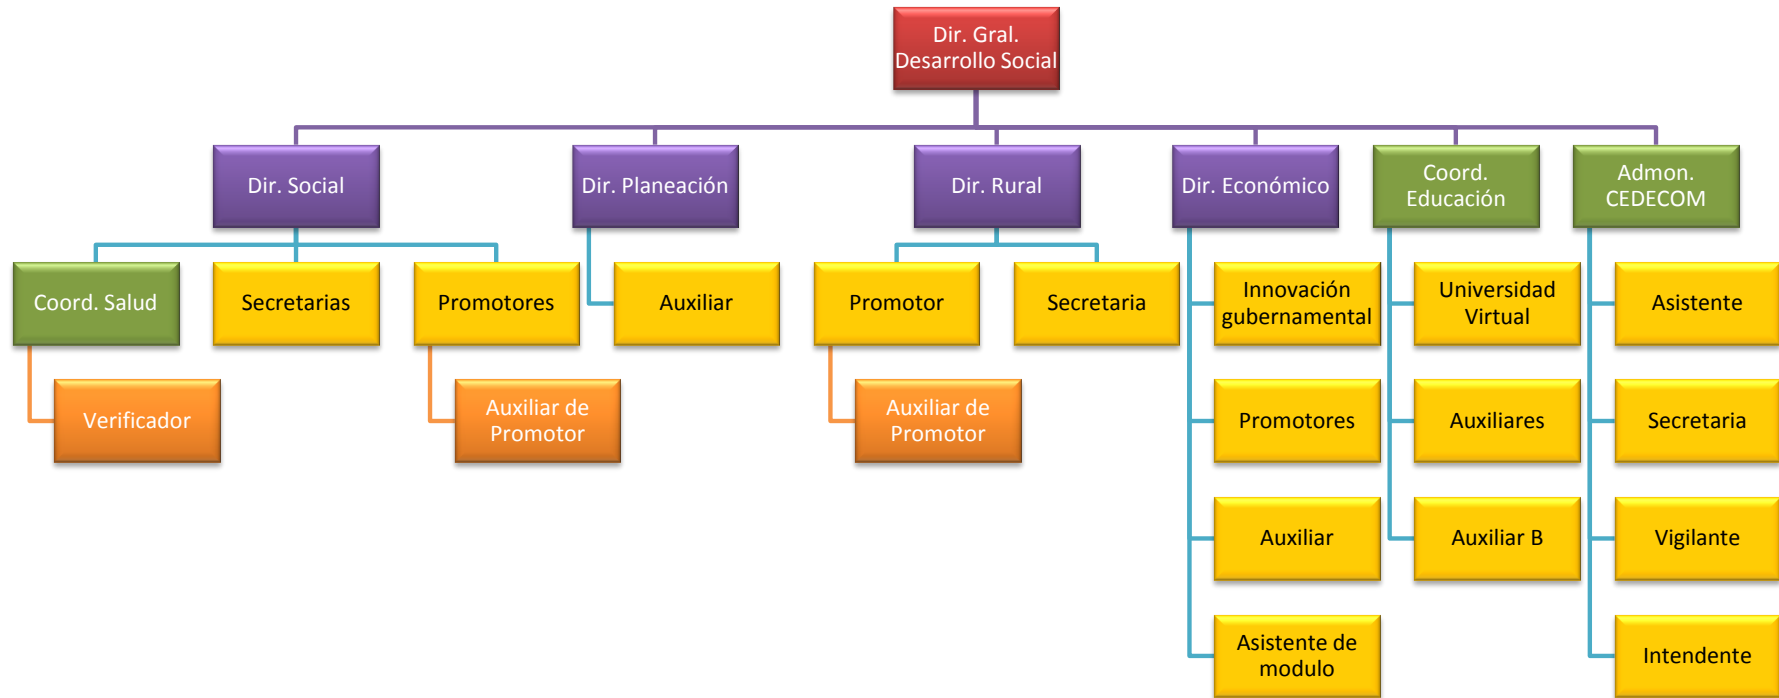 Dir. Gral.
Desarrollo Social
Dir. Social
Dir. Planeación
Dir. Rural
Dir. Económico
Coord.
Educación
Admon.
CEDECOM
Coord. Salud
Secretarias
Promotores
Auxiliar
Promotor
Secretaria
Innovación
gubernamental
Universidad
Virtual
Asistente
Verificador
Auxiliar de
Promotor
Auxiliar de
Promotor
Promotores
Auxiliares
Secretaria
Auxiliar
Auxiliar B
Vigilante
Asistente de
modulo
Intendente